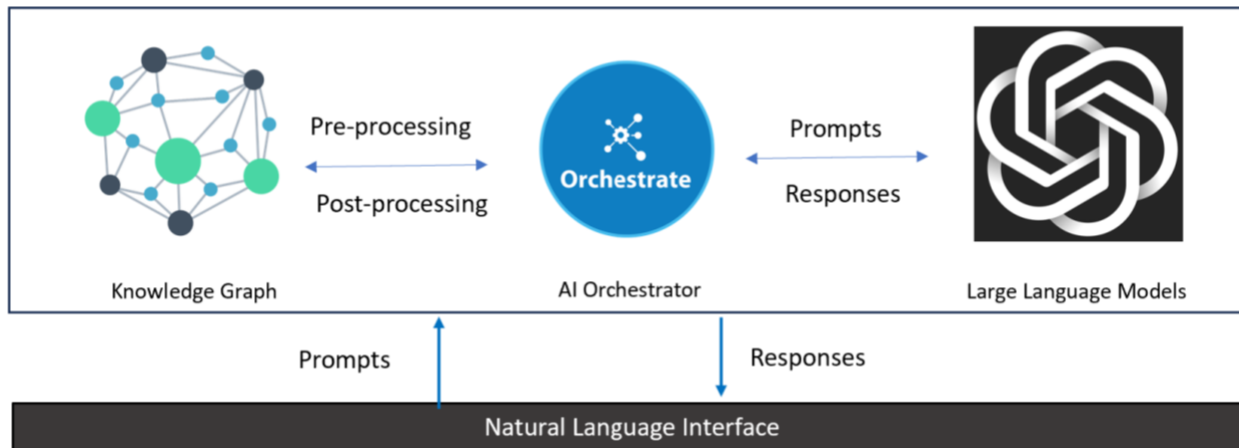 Pre-processing
Post-processing
Orchestrate
Prompts
Responses
Knowledge Graph
AI Orchestrator
Large Language Models
Prompts
Responses
Natural Language Interface